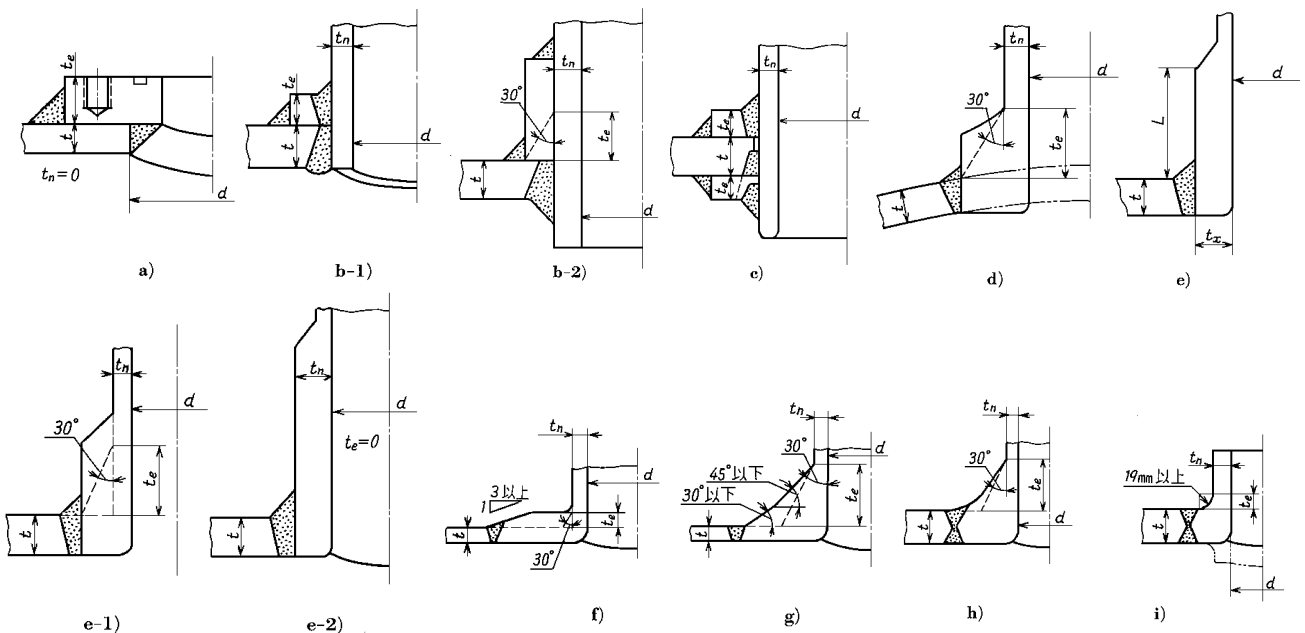 te
t
tn=0
d
a)
tn
te
t
d
b-1)
tn
30°
te
t
d
b-2)
tn
te
t
te
d
c)
tn
d
30°
te
t
d)
d
L
t
tx
e)
tn
d
30°
te
t
e-1)
tn
d
te=0
t
e-2)
tn
d
3以上
1
te
t
30°
f)
tn
30°
d
45°以下
30°以下
te
t
g)
tn
30°
te
t
d
h)
19mm以上
tn
te
t
d
i)